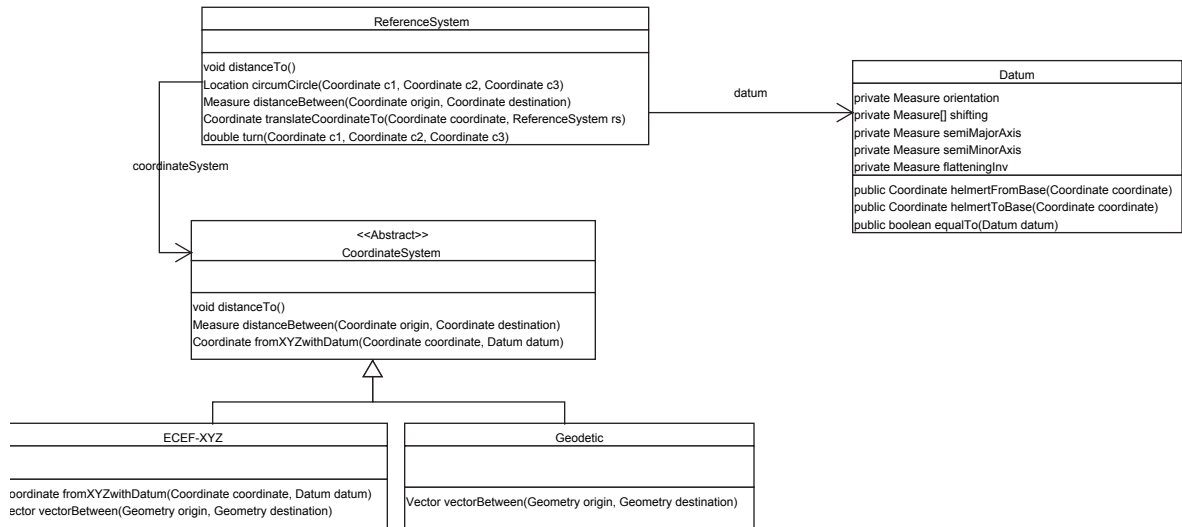 ReferenceSystem
void distanceTo()
Location circumCircle(Coordinate c1, Coordinate c2, Coordinate c3)
Measure distanceBetween(Coordinate origin, Coordinate destination)
Coordinate translateCoordinateTo(Coordinate coordinate, ReferenceSystem rs)
double turn(Coordinate c1, Coordinate c2, Coordinate c3)
datum
Datum
private Measure orientation
private Measure[] shifting
private Measure semiMajorAxis
private Measure semiMinorAxis
private Measure flatteningInv
public Coordinate helmertFromBase(Coordinate coordinate)
public Coordinate helmertToBase(Coordinate coordinate)
public boolean equalTo(Datum datum)
coordinateSystem
<<Abstract>>
CoordinateSystem
void distanceTo()
Measure distanceBetween(Coordinate origin, Coordinate destination)
Coordinate fromXYZwithDatum(Coordinate coordinate, Datum datum)
ECEF-XYZ
oordinate fromXYZwithDatum(Coordinate coordinate, Datum datum)
ector vectorBetween(Geometry origin, Geometry destination)
Geodetic
Vector vectorBetween(Geometry origin, Geometry destination)